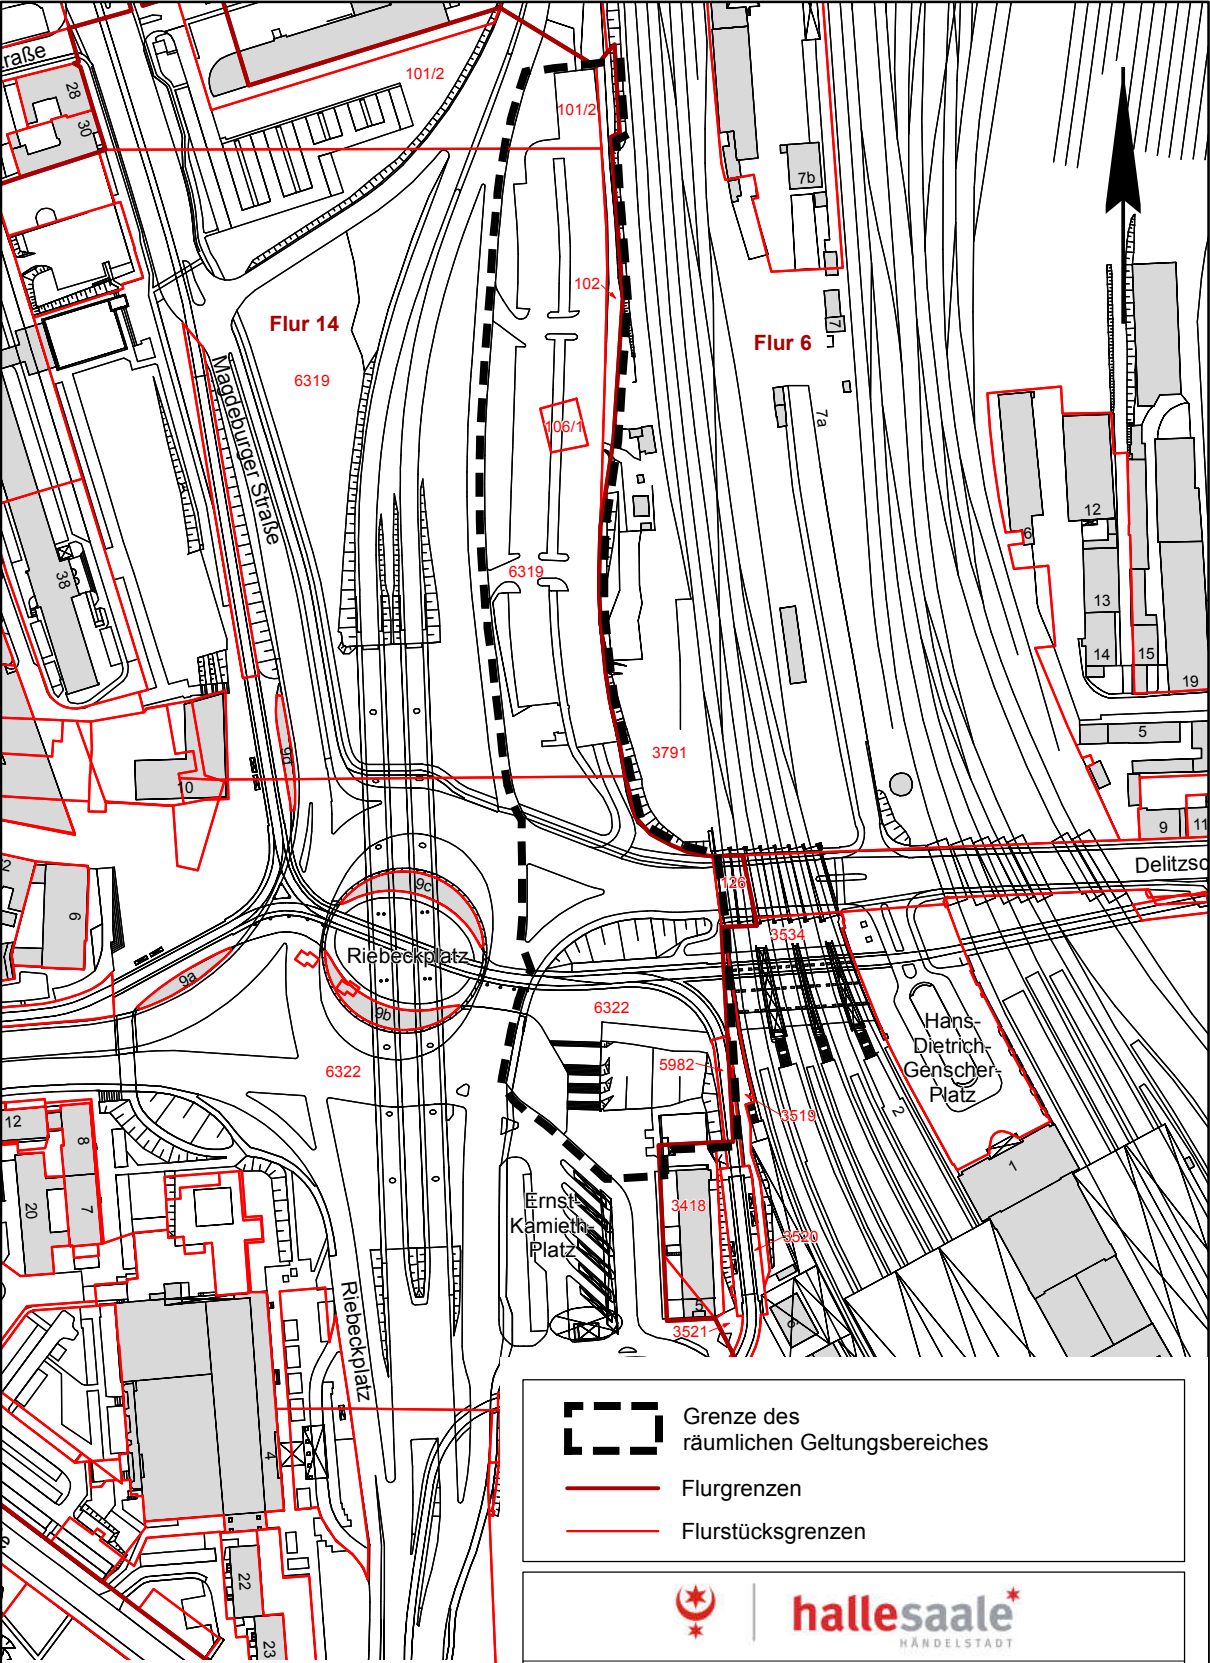 raße
28
30
101/2
101/2
7b
102
Flur 14
Flur 6
7
6319
Magdeburger Straße
7a
106/1
12
6
38
6319
13
14
15
19
9d
3791
5
10
9
11
9c
126
Delitzsc
6
3534
Riebeckplatz
9a
9b
6322
Hans-
Dietrich-
Genscher-
Platz
5982
6322
2
3519
12
8
1
20
7
3418
Ernst-
Kamieth-
Platz
3520
Riebeckplatz
5
6
3521
4
Grenze des
räumlichen Geltungsbereiches
Flurgrenzen
Flurstücksgrenzen
22
23
hallesaale
HÄNDELSTADT